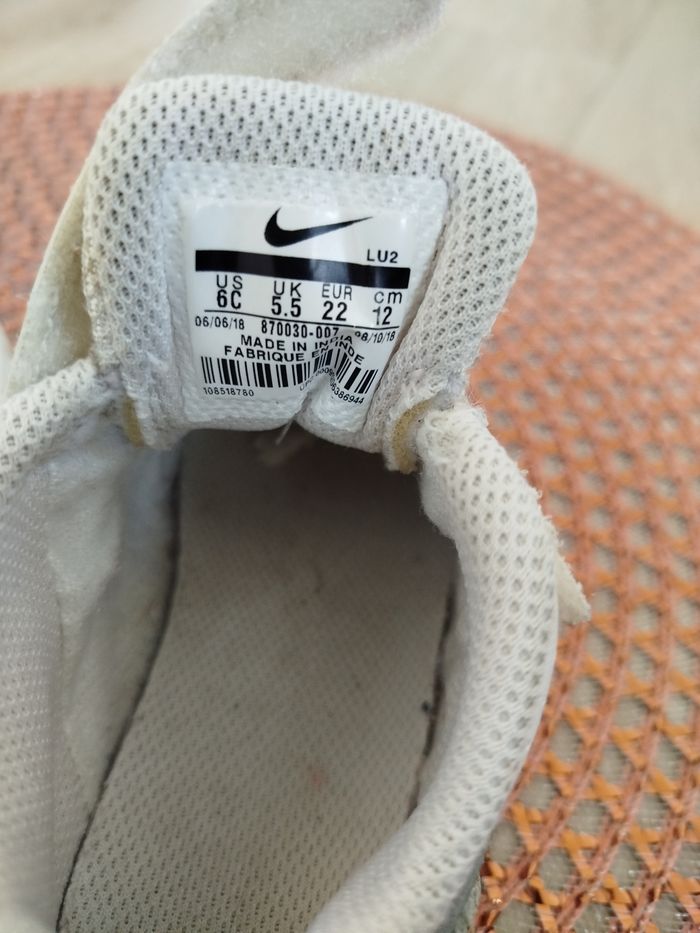 LU2
US UK EUR cm
6C 5.5 22 12
06/06/18 870030-007 08/10/18
MADE IN INDIA
FABRIQUE EN INDE
108518780